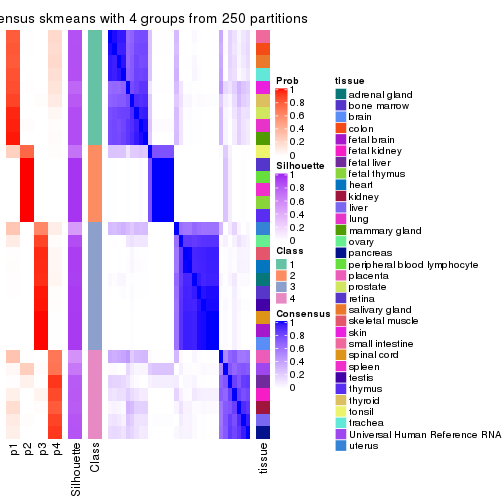 ensus skmeans with 4 groups from 250 partitions
p1
p2
p3
p4
Silhouette
Class
tissue
Prob
1
0.8
0.6
0.4
0.2
0
Silhouette
1
0.8
0.6
0.4
0.2
0
Class
1
2
3
4
Consensus
1
0.8
0.6
0.4
0.2
0
tissue
adrenal gland
bone marrow
brain
colon
fetal brain
fetal kidney
fetal liver
fetal thymus
heart
kidney
liver
lung
mammary gland
ovary
pancreas
peripheral blood lymphocyte
placenta
prostate
retina
salivary gland
skeletal muscle
skin
small intestine
spinal cord
spleen
testis
thymus
thyroid
tonsil
trachea
Universal Human Reference RNA
uterus